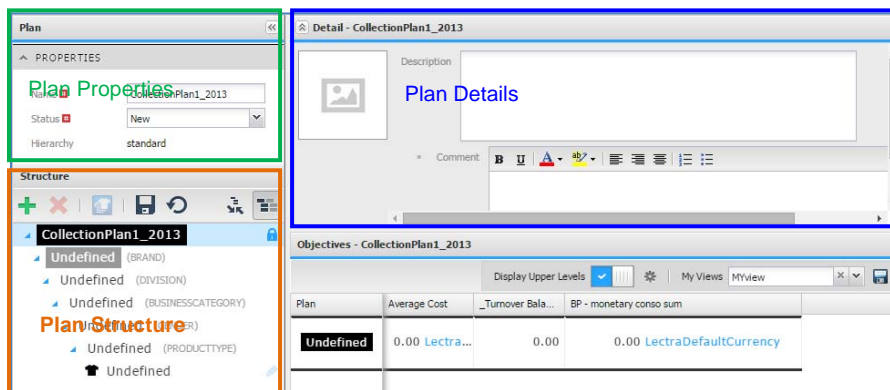 Plan
PROPERTIES
Plan Properties
Name
CollectionPlan1_2013
Status
New
Hierarchy
standard
Structure
CollectionPlan1_2013
Undefined (BRAND)
Undefined (DIVISION)
Undefined (BUSINESSCATEGORY)
Plan Structure
Undefined
Undefined (PRODUCTTYPE)
Undefined
Detail - CollectionPlan1_2013
Description
Plan Details
Comment
B U A ab
Objectives - CollectionPlan1_2013
Display Upper Levels
My Views
MYview
Plan Average Cost _Turnover Bala... BP - monetary conso sum
Undefined 0.00 Lectra... 0.00 0.00 LectraDefaultCurrency